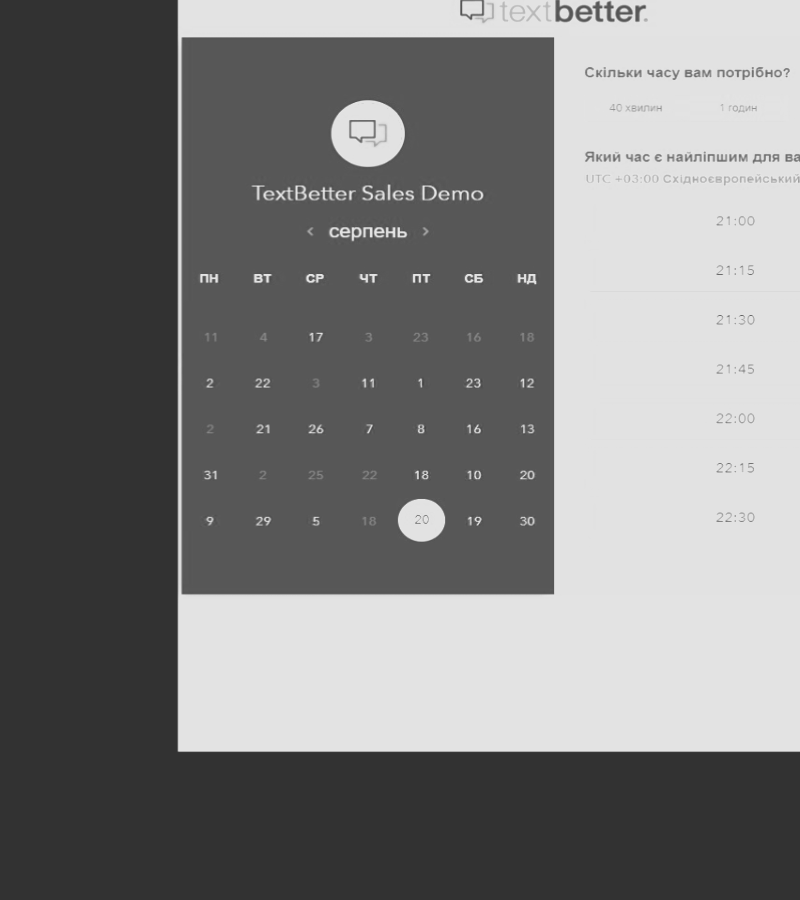 textbetter.
TextBetter Sales Demo
‹ серпень ›
ПН ВТ СР ЧТ ПТ СБ НД
11 4 17 3 23 16 18
2 22 3 11 1 23 12
2 21 26 7 8 16 13
31 2 25 22 18 10 20
9 29 5 18 20 19 30
Скільки часу вам потрібно?
40 хвилин 1 годин
Який час є найліпшим для ва
UTC +03:00 Східноєвропейський
21:00
21:15
21:30
21:45
22:00
22:15
22:30